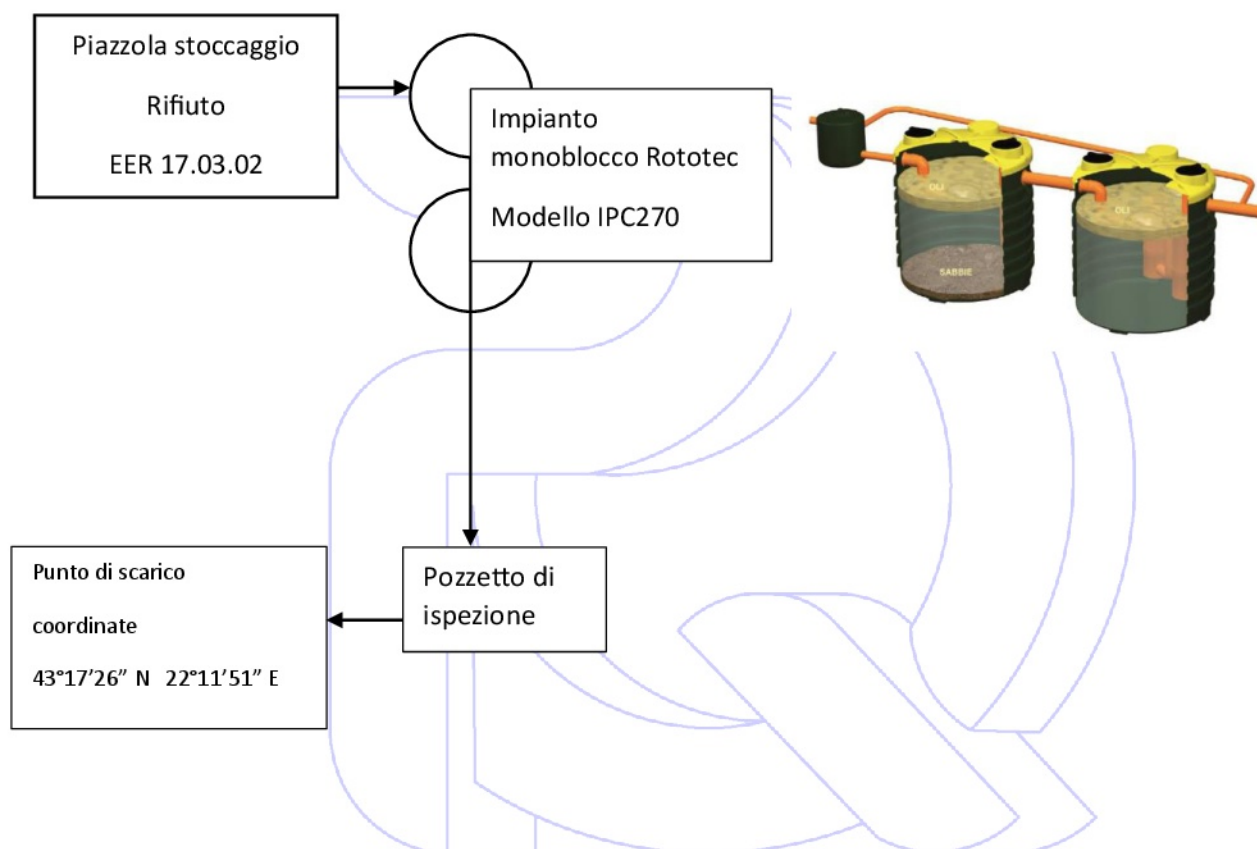 Piazzola stoccaggio
Rifiuto
EER 17.03.02
Impianto
monoblocco Rototec
Modello IPC270
OLI
SABBIE
OLI
Pozzetto di
ispezione
Punto di scarico
coordinate
43°17’26” N 22°11’51” E